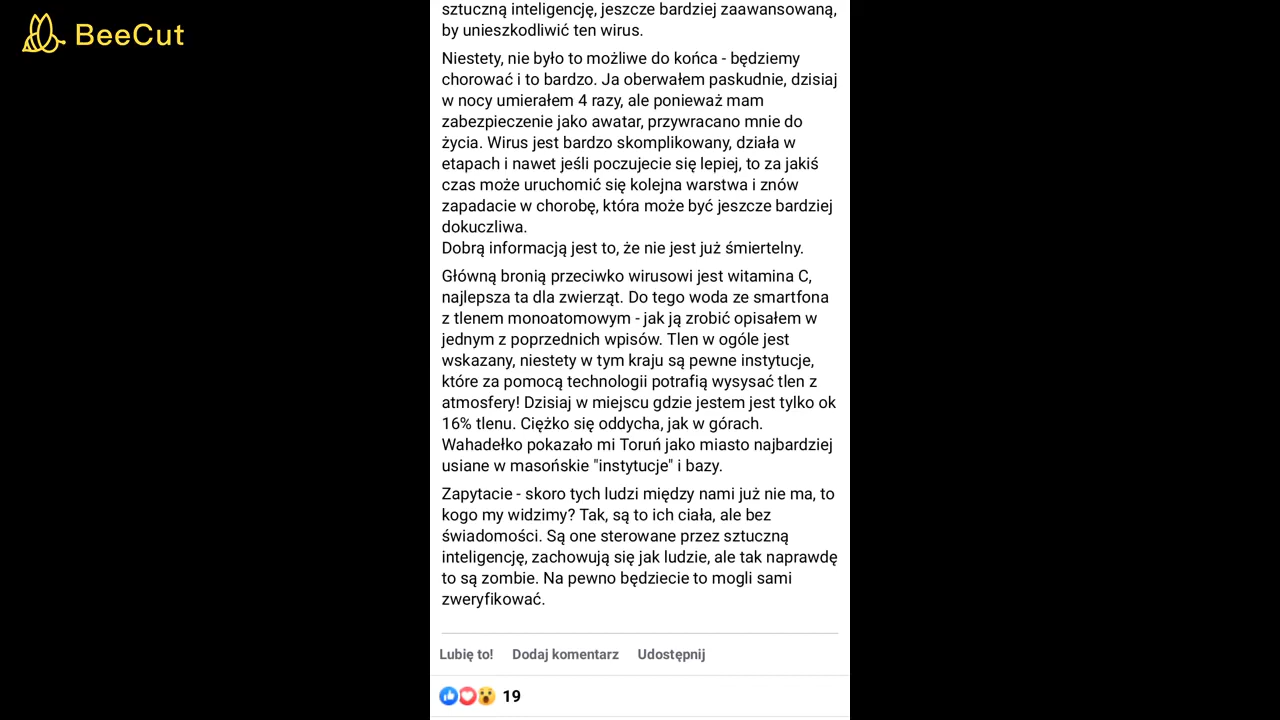 BeeCut
sztuczną inteligencję, jeszcze bardziej zaawansowaną,
by unieszkodliwić ten wirus.
Niestety, nie było to możliwe do końca - będziemy
chorować i to bardzo. Ja oberwałem paskudnie, dzisiaj
w nocy umierałem 4 razy, ale ponieważ mam
zabezpieczenie jako awatar, przywracano mnie do
życia. Wirus jest bardzo skomplikowany, działa w
etapach i nawet jeśli poczujecie się lepiej, to za jakiś
czas może uruchomić się kolejna warstwa i znów
zapadacie w chorobę, która może być jeszcze bardziej
dokuczliwa.
Dobrą informacją jest to, że nie jest już śmiertelny.
Główną bronią przeciwko wirusowi jest witamina C,
najlepsza ta dla zwierząt. Do tego woda ze smartfona
z tlenem monoatomowym - jak ją zrobić opisałem w
jednym z poprzednich wpisów. Tlen w ogóle jest
wskazany, niestety w tym kraju są pewne instytucje,
które za pomocą technologii potrafią wysysać tlen z
atmosfery! Dzisiaj w miejscu gdzie jestem jest tylko ok
16% tlenu. Ciężko się oddycha, jak w górach.
Wahadełko pokazało mi Toruń jako miasto najbardziej
usiane w masońskie "instytucje" i bazy.
Zapytacie - skoro tych ludzi między nami już nie ma, to
kogo my widzimy? Tak, są to ich ciała, ale bez
świadomości. Są one sterowane przez sztuczną
inteligencję, zachowują się jak ludzie, ale tak naprawdę
to są zombie. Na pewno będziecie to mogli sami
zweryfikować.
Lubię to! Dodaj komentarz Udostępnij
19